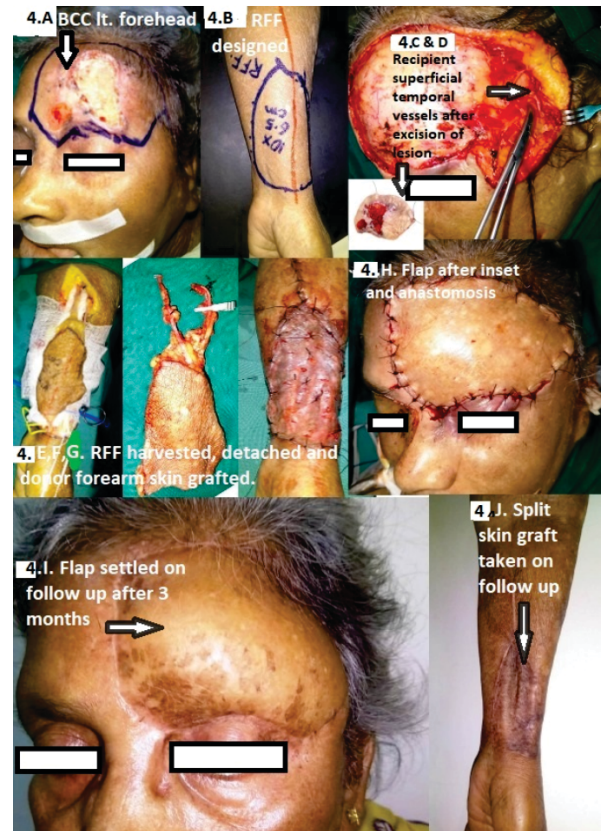 4.A BCC lt. forehead
4.B RFF
designed
RFF
10 X
6.5
cm
4.C & D
Recipient
superficial
temporal
vessels after
excision of
lesion
4. E,F,G. RFF harvested, detached and
donor forearm skin grafted.
4. H. Flap after inset
and anastomosis
4.I. Flap settled on
follow up after 3
months
4 J. Split
skin graft
taken on
follow up